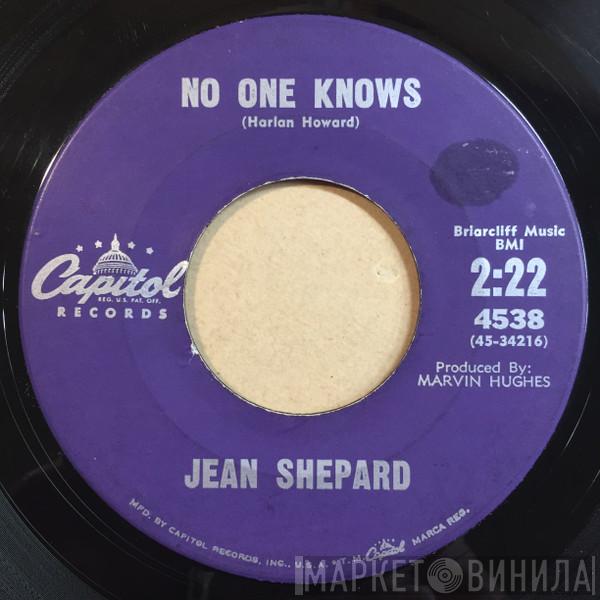 NO ONE KNOWS
(Harlan Howard)
Briarcliff Music
BMI
2:22
4538
(45-34216)
Produced By:
MARVIN HUGHES
Capitol
REG. U.S. PAT. OFF.
RECORDS
JEAN SHEPARD
MFD. BY CAPITOL RECORDS, INC., U.S.A. • T.M. Capitol MARCA REG.
МАРКЕТ ВИНИЛА